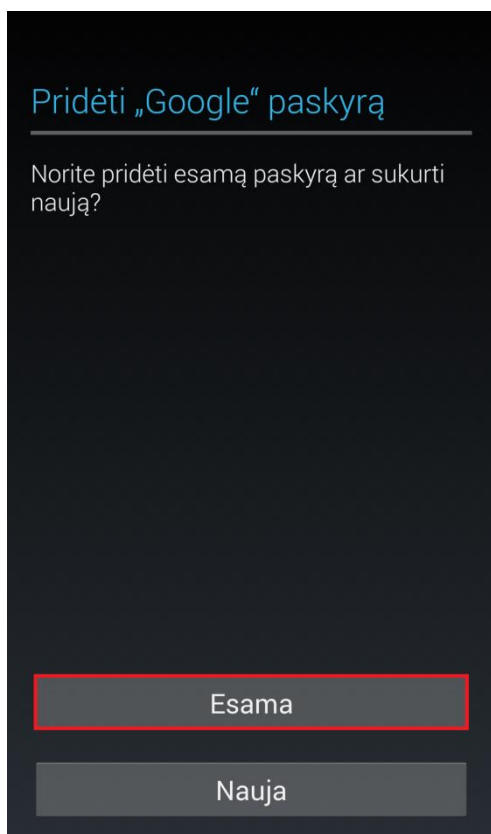 Pridėti „Google“ paskyrą
Norite pridėti esamą paskyrą ar sukurti
naują?
Esama
Nauja